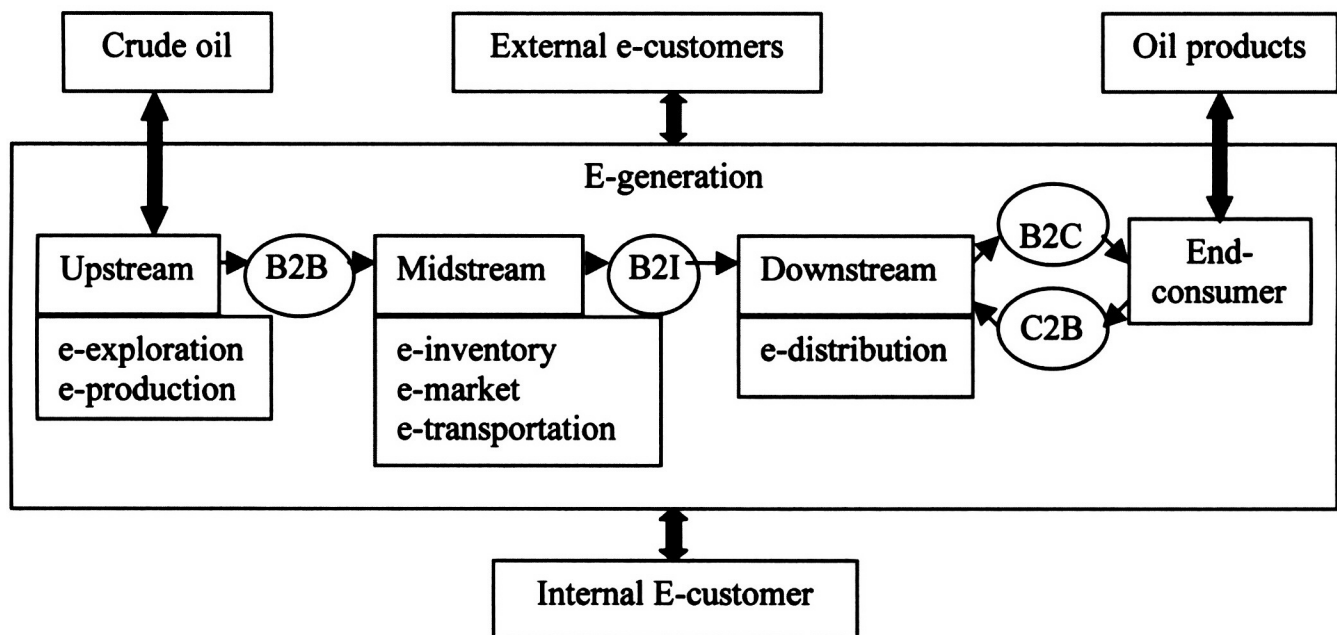 Crude oil
External e-customers
Oil products
E-generation
Upstream
B2B
Midstream
B2I
Downstream
B2C
C2B
End-
consumer
e-exploration
e-production
e-inventory
e-market
e-transportation
e-distribution
Internal E-customer